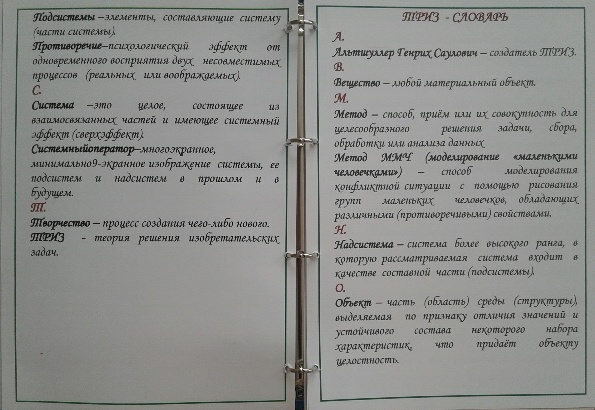 Подсистемы –элементы, составляющие систему
(части системы).
Противоречие–психологический эффект от
одновременного восприятия двух несовместимых
процессов (реальных или воображаемых).
С.
Система –это целое, состоящее из
взаимосвязанных частей и имеющее системный
эффект (сверхэффект).
Системныйоператор–многоэкранное,
минимально9-экранное изображение системы, ее
подсистем и надсистем в прошлом и в
будущем.
Т.
Творчество – процесс создания чего-либо нового.
ТРИЗ - теория решения изобретательских
задач.
ТРИЗ - СЛОВАРЬ
А.
Альтшуллер Генрих Саулович – создатель ТРИЗ.
В.
Вещество – любой материальный объект.
М.
Метод – способ, приём или их совокупность для
целесообразного решения задачи, сбора,
обработки или анализа данных
Метод ММЧ (моделирование «маленькими
человечками») – способ моделирования
конфликтной ситуации с помощью рисования
групп маленьких человечков, обладающих
различными (противоречивыми) свойствами.
Н.
Надсистема – система более высокого ранга, в
которую рассматриваемая система входит в
качестве составной части (подсистемы).
О.
Объект – часть (область) среды (структуры),
выделяемая по признаку отличия значений и
устойчивого состава некоторого набора
характеристик, что придаёт объекту
целостность.